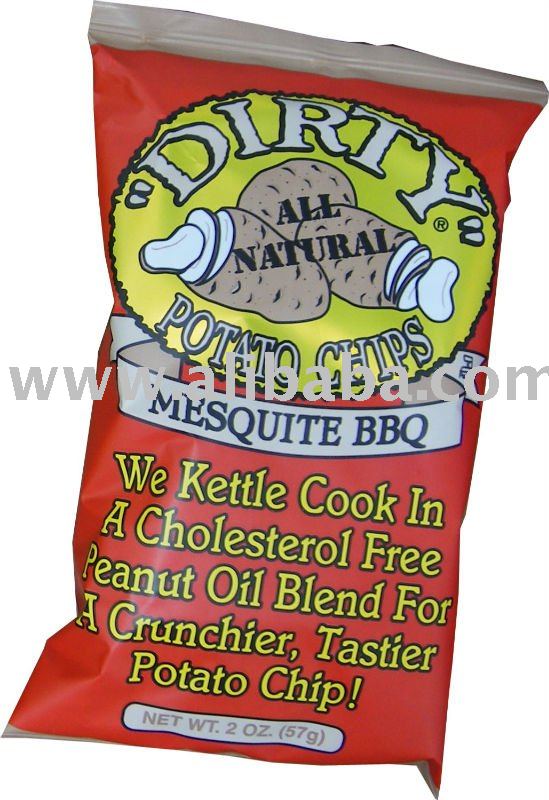 "DIRTY"®
ALL
NATURAL
POTATO CHIPS
www.alibaba.com
MESQUITE BBQ
We Kettle Cook In
A Cholesterol Free
Peanut Oil Blend For
A Crunchier, Tastier
Potato Chip!
NET WT. 2 OZ. (57g)